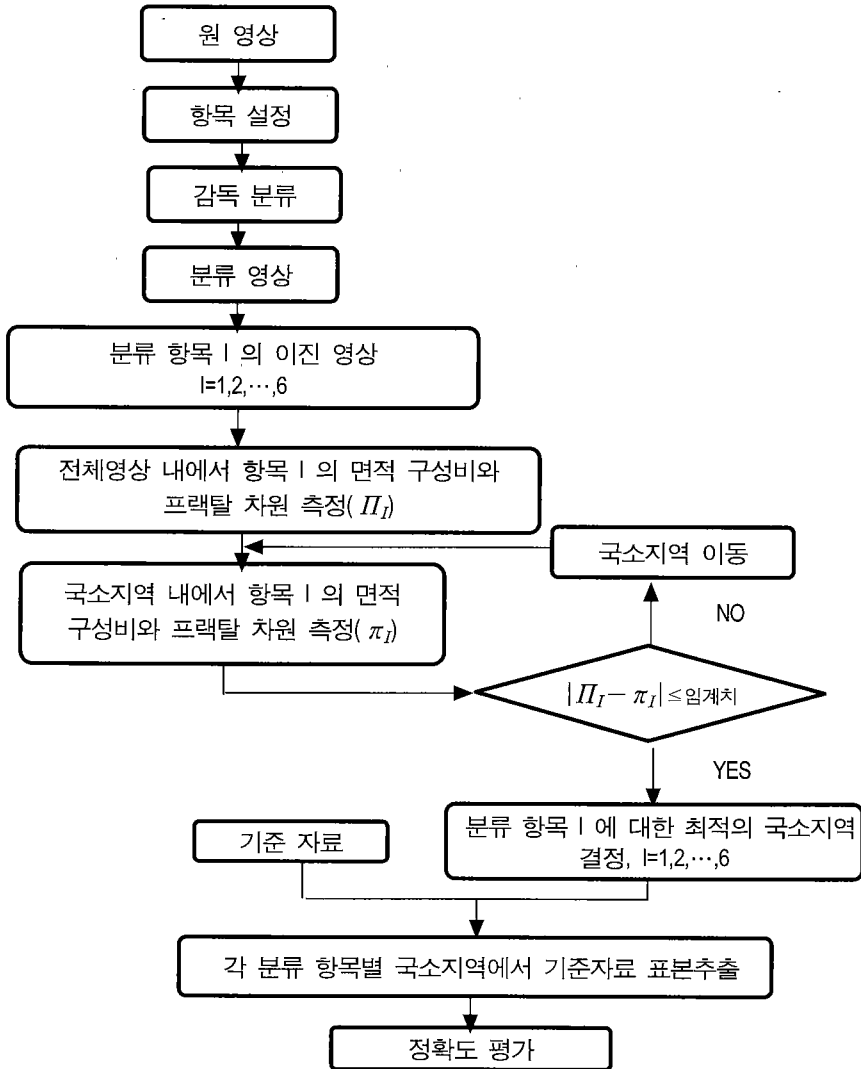 원 영상
항목 설정
감독 분류
분류 영상
분류 항목 I 의 이진 영상
I=1,2,⋯,6
전체영상 내에서 항목 I 의 면적 구성비와
프랙탈 차원 측정( Π_I )
국소지역 이동
국소지역 내에서 항목 I 의 면적
구성비와 프랙탈 차원 측정( π_I )
NO
|Π_I − π_I| ≤임계치
YES
기준 자료
분류 항목 I 에 대한 최적의 국소지역
결정, I=1,2,⋯,6
각 분류 항목별 국소지역에서 기준자료 표본추출
정확도 평가